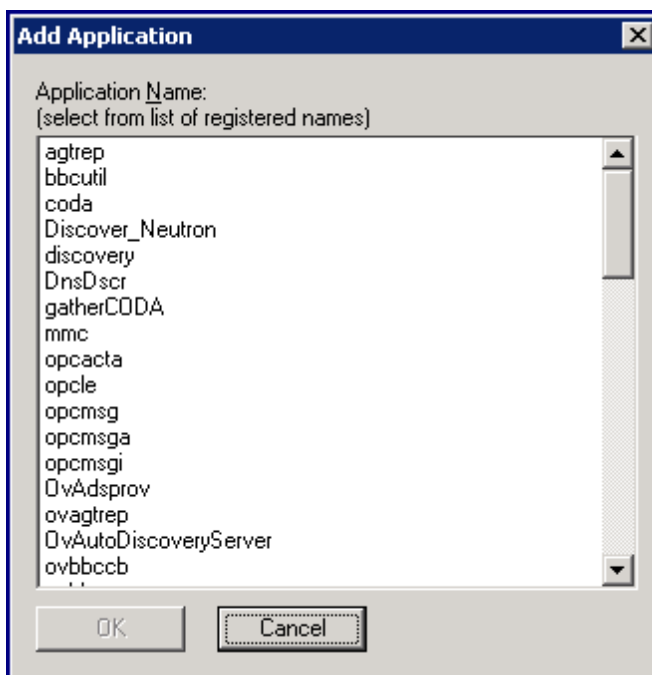 Add Application
Application Name:
(select from list of registered names)
agtrep
bbcutil
coda
Discover_Neutron
discovery
DnsDscr
gatherCODA
mmc
opcacta
opcle
opcmsg
opcmsga
opcmsgi
OvAdsprov
ovagtrep
OvAutoDiscoveryServer
ovbbccb
OK
Cancel